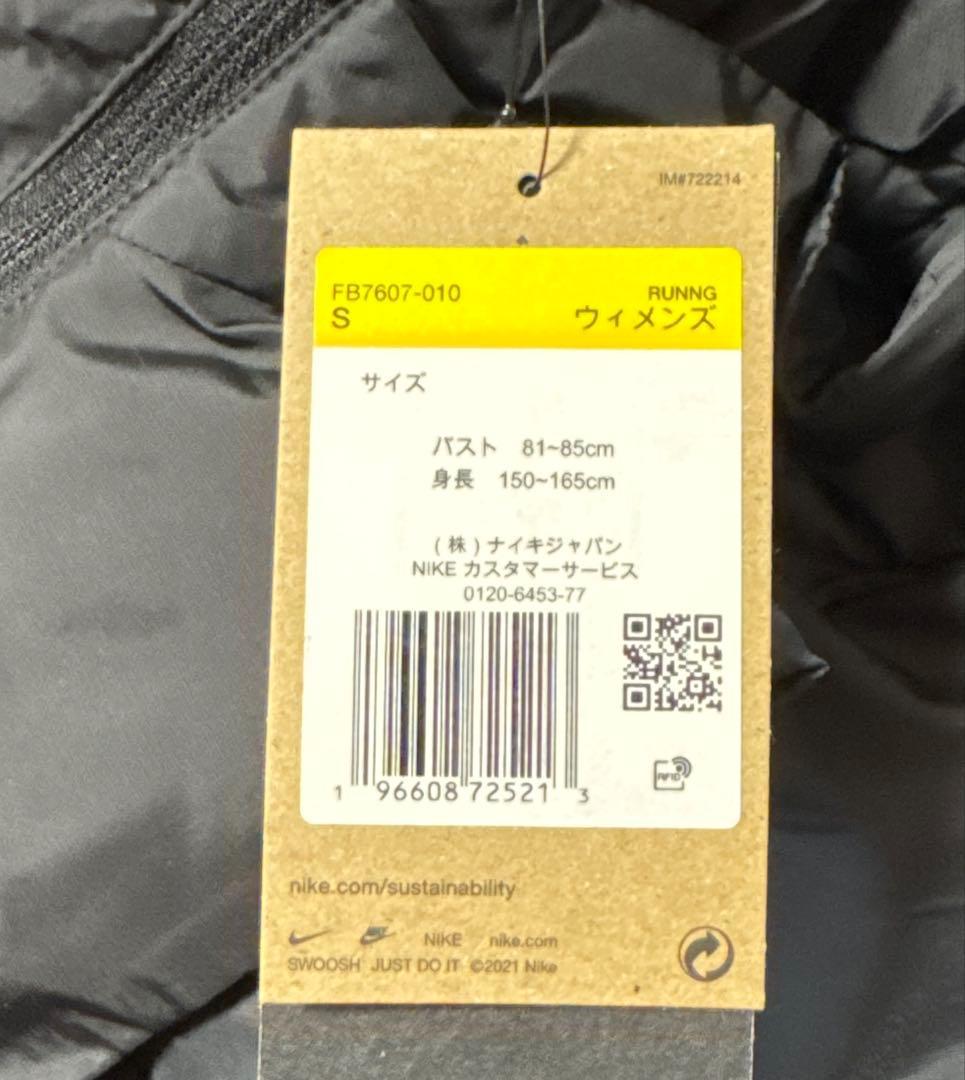 IM#722214
FB7607-010 RUNNG
S ウィメンズ
サイズ
バスト 81~85cm
身長 150~165cm
(株)ナイキジャパン
NIKE カスタマーサービス
0120-6453-77
1 96608 72521 3
RFID
nike.com/sustainability
NIKE nike.com
SWOOSH JUST DO IT ©2021 Nike